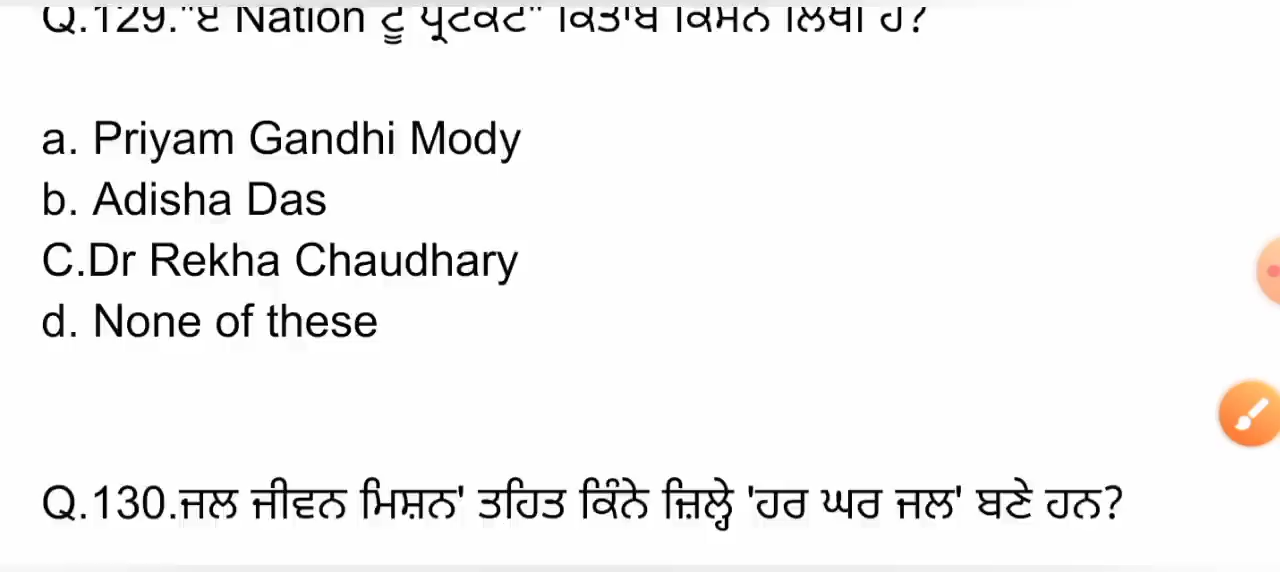 Q.129."ਏ Nation ਟੂ ਪ੍ਰਟੈਕਟ" ਕਿਤਾਬ ਕਿਸਨੇ ਲਿਖੀ ਹੈ?
a. Priyam Gandhi Mody
b. Adisha Das
C.Dr Rekha Chaudhary
d. None of these
Q.130.ਜਲ ਜੀਵਨ ਮਿਸ਼ਨ' ਤਹਿਤ ਕਿੰਨੇ ਜ਼ਿਲ੍ਹੇ 'ਹਰ ਘਰ ਜਲ' ਬਣੇ ਹਨ?